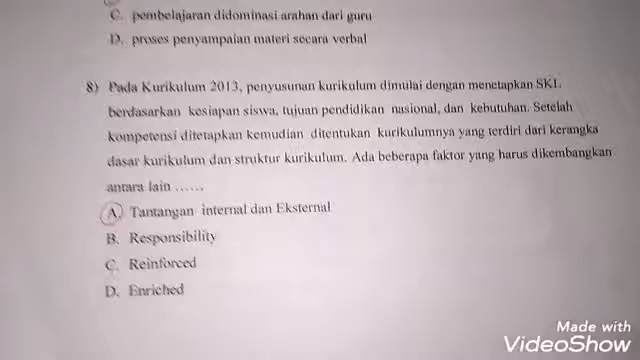 C. pembelajaran didominasi arahan dari guru
D. proses penyampaian materi secara verbal
8) Pada Kurikulum 2013, penyusunan kurikulum dimulai dengan menetapkan SKL
berdasarkan kesiapan siswa, tujuan pendidikan nasional, dan kebutuhan. Setelah
kompetensi ditetapkan kemudian ditentukan kurikulumnya yang terdiri dari kerangka
dasar kurikulum dan struktur kurikulum. Ada beberapa faktor yang harus dikembangkan
antara lain ......
A. Tantangan internal dan Eksternal
B. Responsibility
C. Reinforced
D. Enriched
Made with
VideoShow